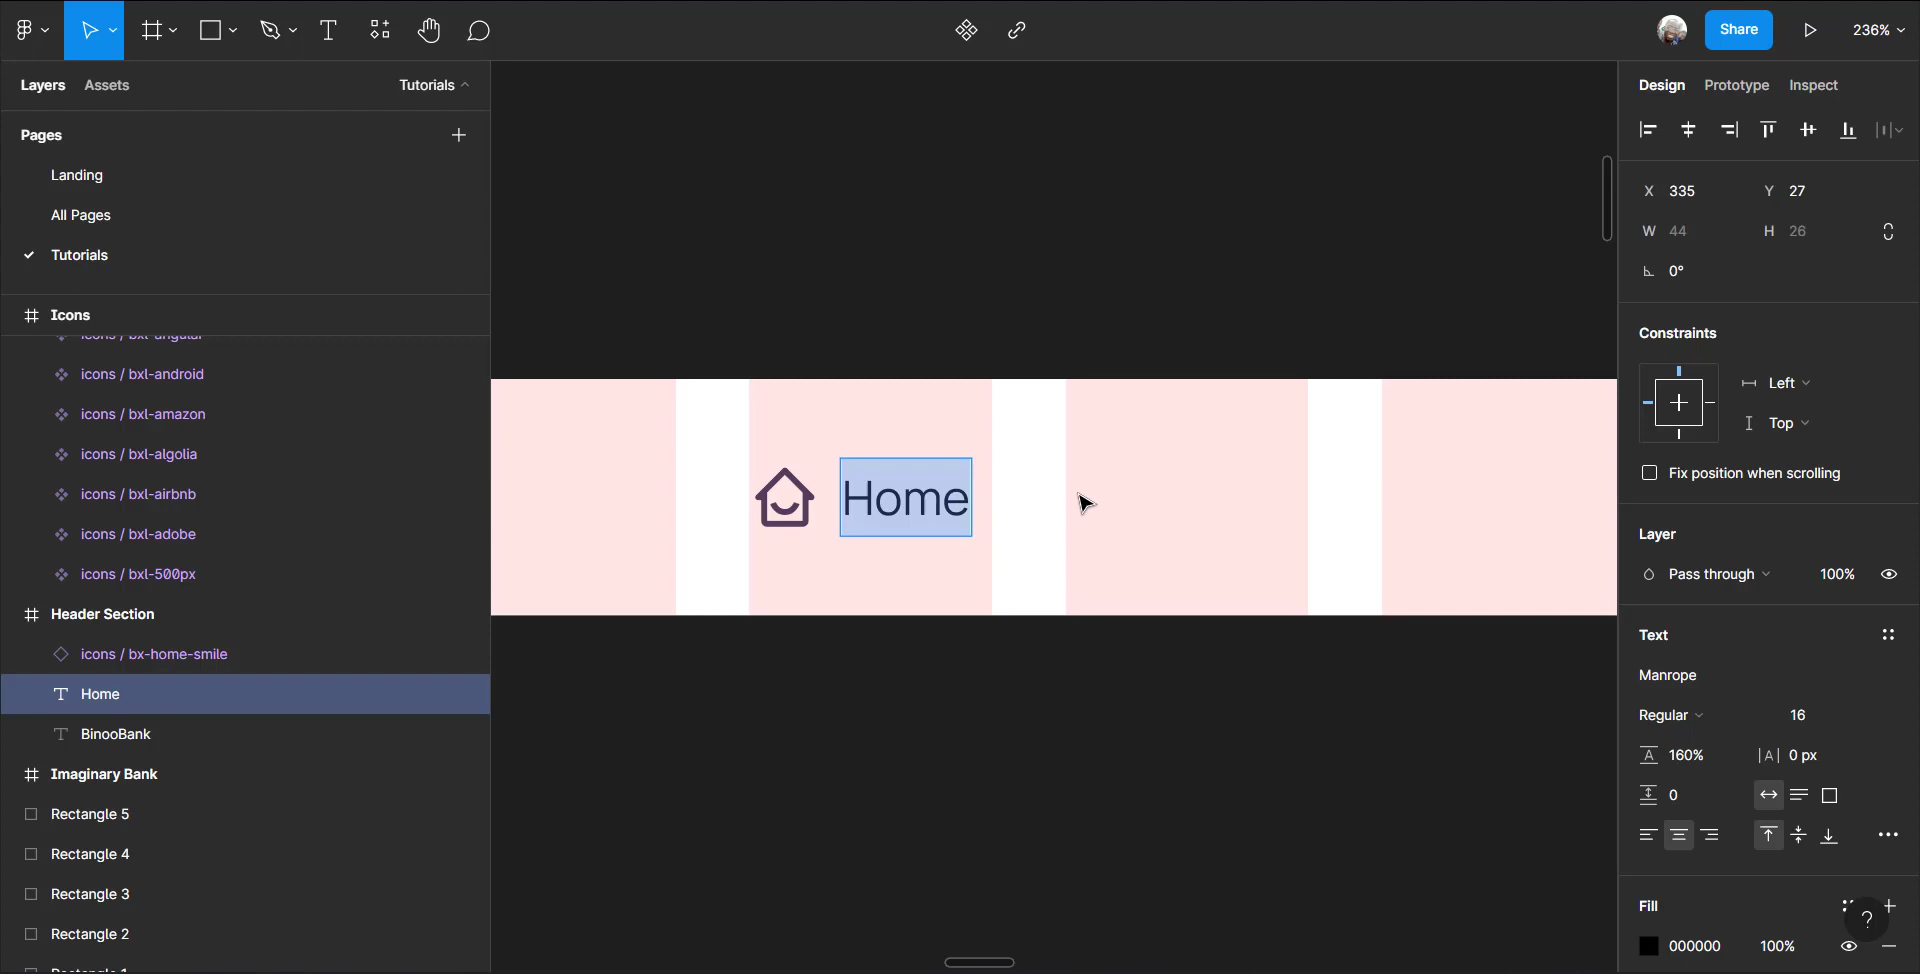 Share
236%
Layers
Assets
Tutorials
Design
Prototype
Inspect
Pages
Landing
All Pages
Tutorials
Icons
icons / bxl-angular
icons / bxl-android
icons / bxl-amazon
icons / bxl-algolia
icons / bxl-airbnb
icons / bxl-adobe
icons / bxl-500px
Header Section
icons / bx-home-smile
Home
BinooBank
Imaginary Bank
Rectangle 5
Rectangle 4
Rectangle 3
Rectangle 2
Home
X 335
Y 27
W 44
H 26
0°
Constraints
Left
Top
Fix position when scrolling
Layer
Pass through
100%
Text
Manrope
Regular
16
160%
0 px
0
Fill
?
000000
100%